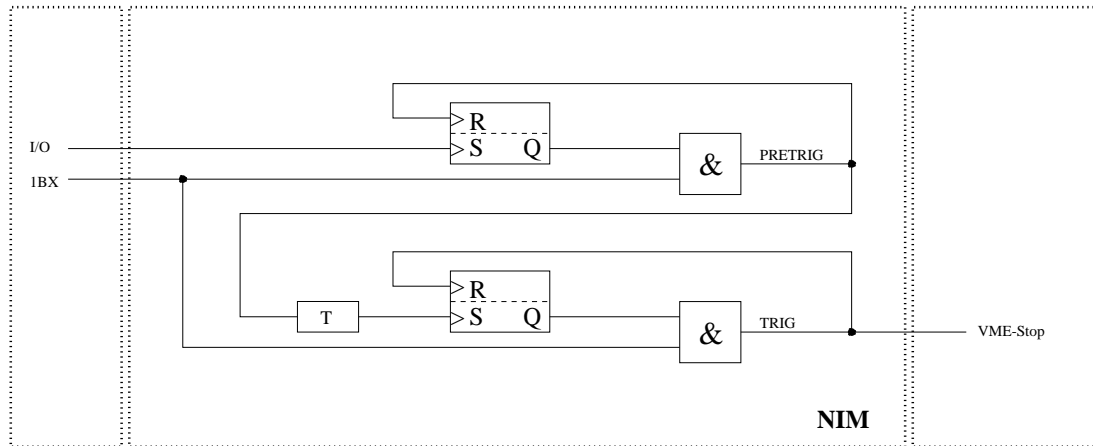 R
I/O
S Q
& PRETRIG
1BX
R
T
S Q
& TRIG
VME-Stop
NIM